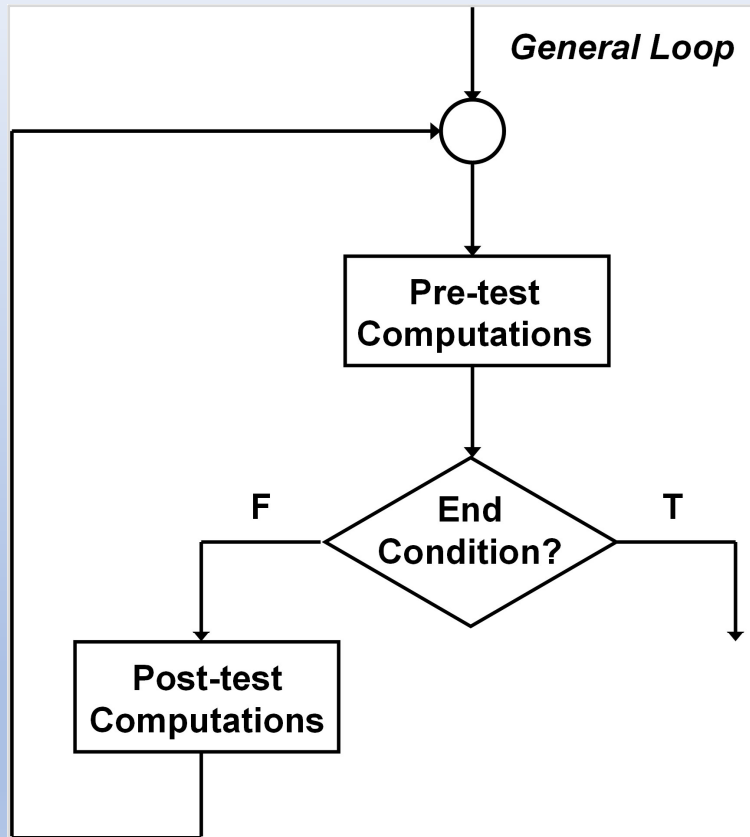 General Loop
Pre-test
Computations
F
End
T
Condition?
Post-test
Computations